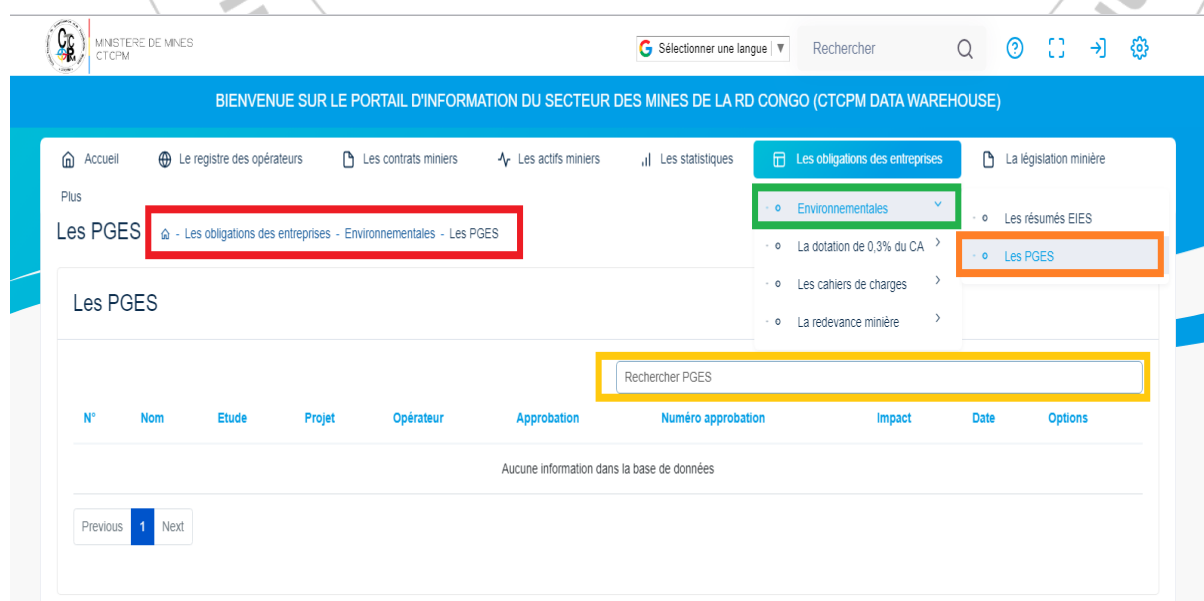 MINISTERE DE MINES
CTCPM
Sélectionner une langue
Rechercher
BIENVENUE SUR LE PORTAIL D'INFORMATION DU SECTEUR DES MINES DE LA RD CONGO (CTCPM DATA WAREHOUSE)
Accueil Le registre des opérateurs Les contrats miniers Les actifs miniers Les statistiques Les obligations des entreprises La législation minière
Plus
Environnementales
Les résumés EIES
Les PGES - Les obligations des entreprises - Environnementales - Les PGES
La dotation de 0,3% du CA
Les PGES
Les cahiers de charges
Les PGES
La redevance minière
Rechercher PGES
N° Nom Etude Projet Opérateur Approbation Numéro approbation Impact Date Options
Aucune information dans la base de données
Previous 1 Next